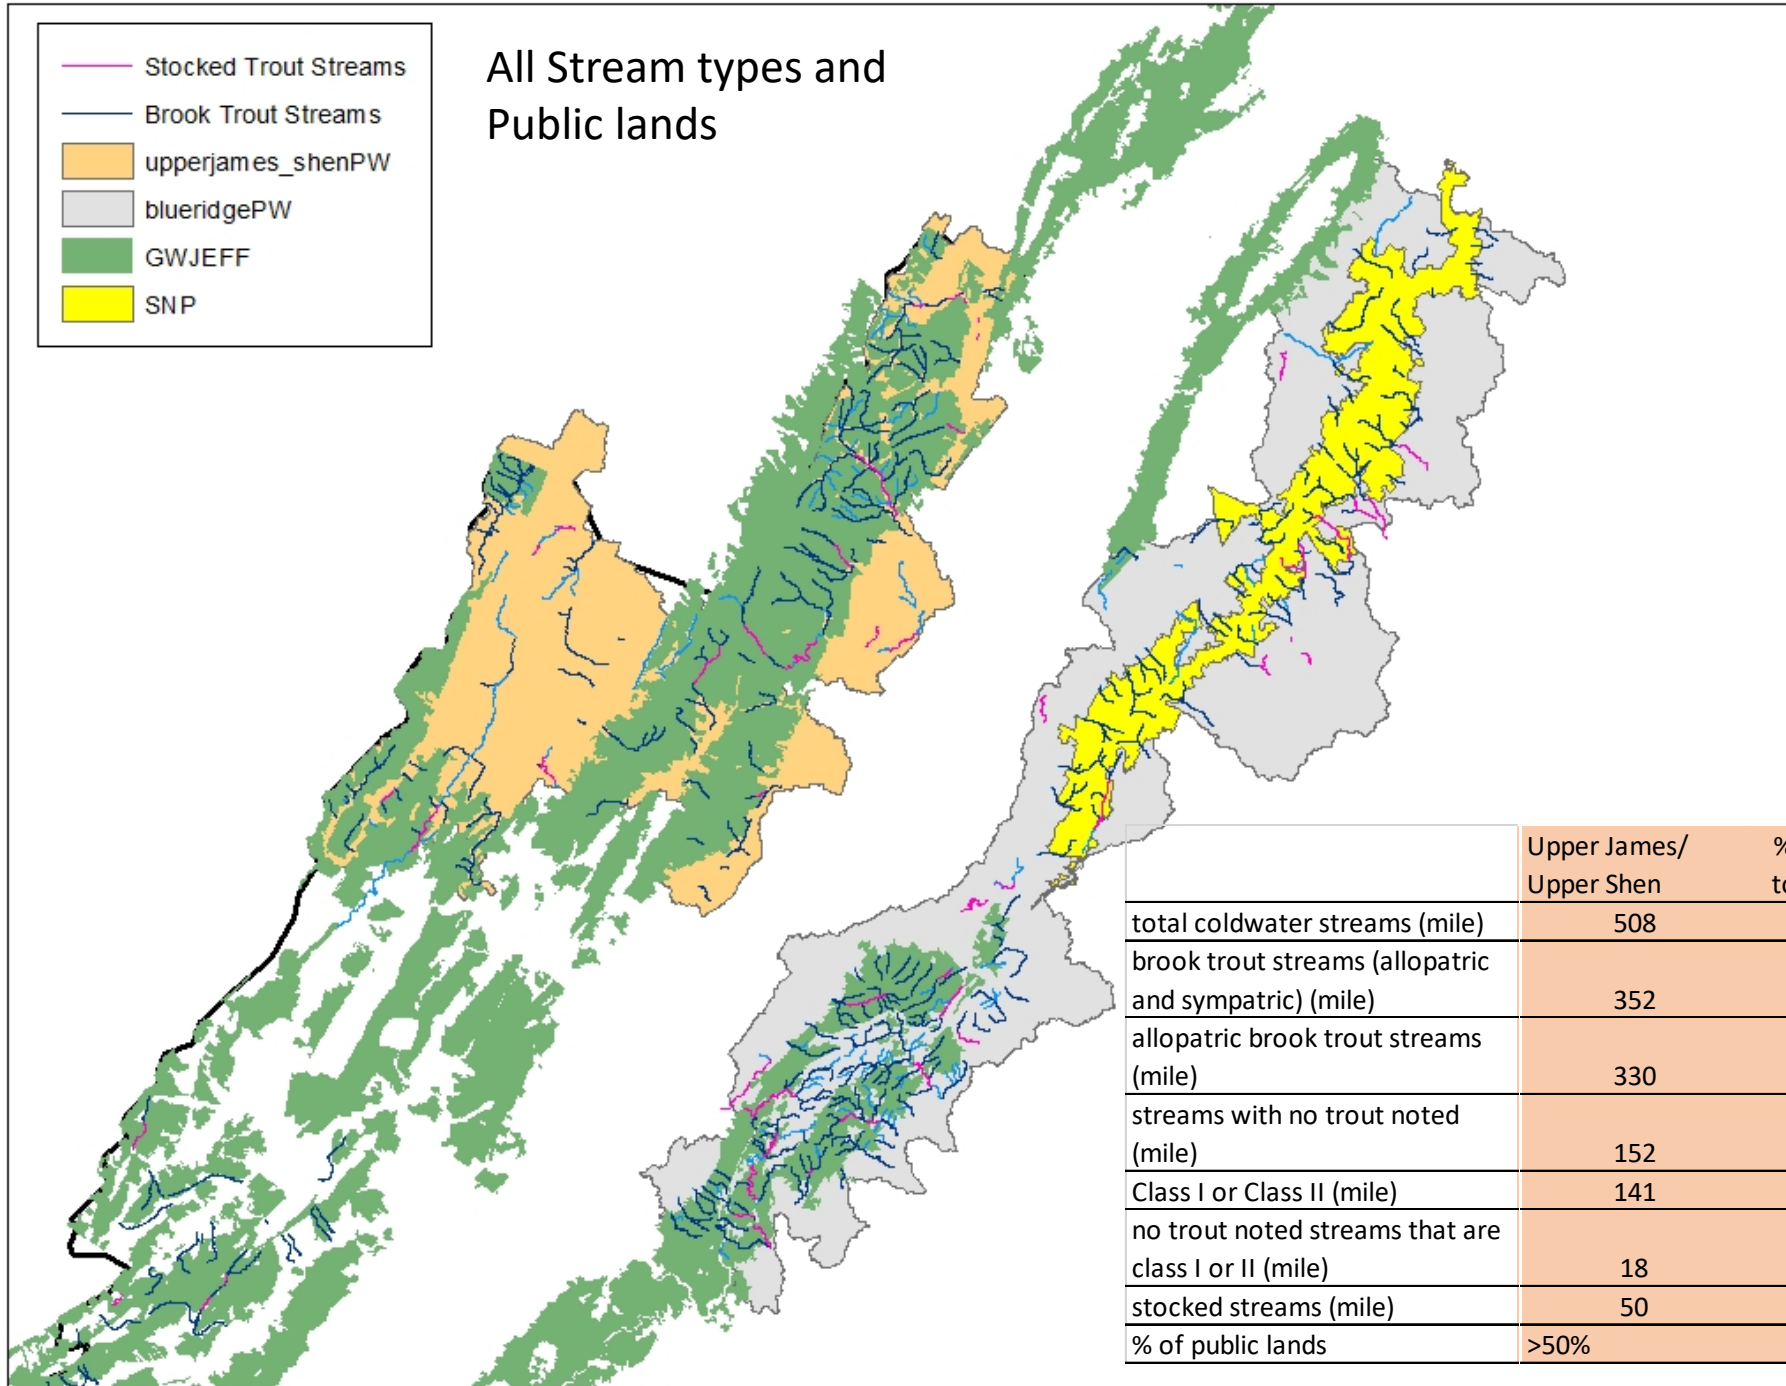 Stocked Trout Streams
Brook Trout Streams
upperjames_shenPW
blueridgePW
GWJEFF
SNP
All Stream types and
Public lands
Upper James/
Upper Shen
%
total coldwater streams (mile) 508
brook trout streams (allopatric
and sympatric) (mile) 352
allopatric brook trout streams
(mile) 330
streams with no trout noted
(mile) 152
Class I or Class II (mile) 141
no trout noted streams that are
class I or II (mile) 18
stocked streams (mile) 50
% of public lands >50%